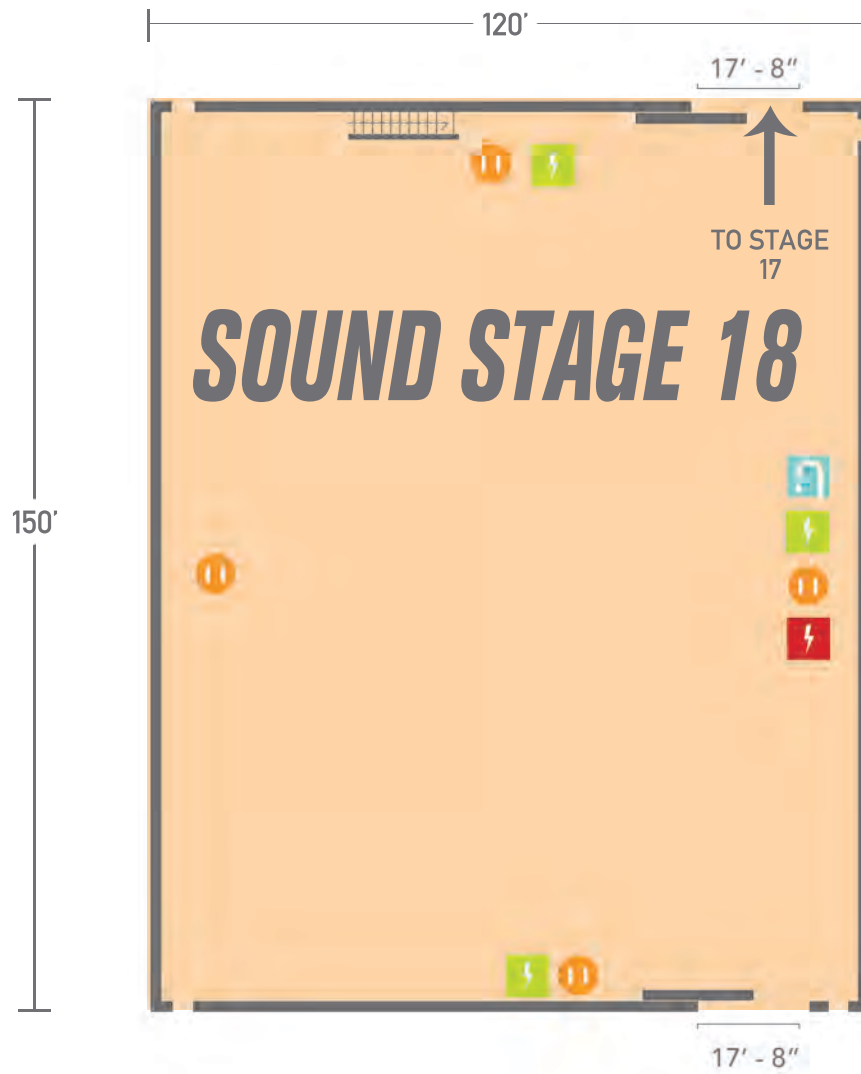 120’
17’ - 8”
TO STAGE
17
SOUND STAGE 18
150’
17’ - 8”